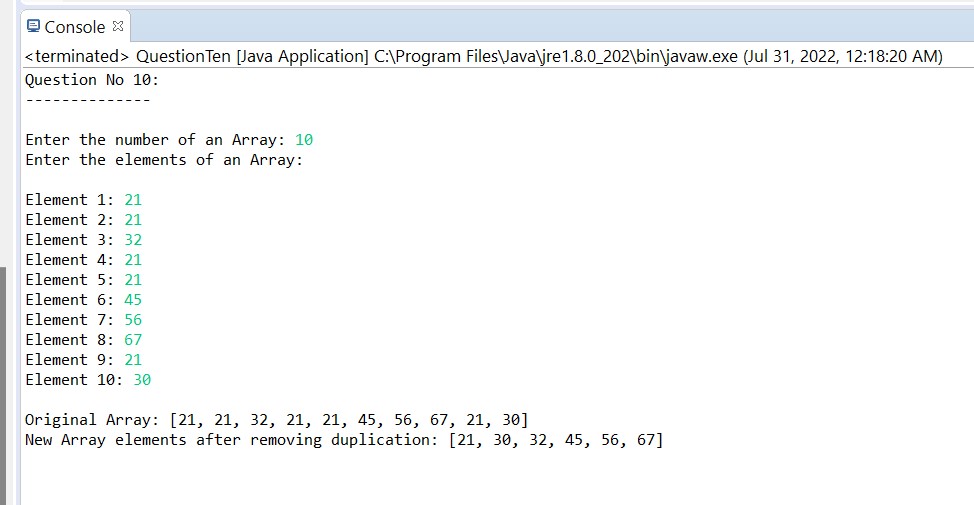 Console
<terminated> QuestionTen [Java Application] C:\Program Files\Java\jre1.8.0_202\bin\javaw.exe (Jul 31, 2022, 12:18:20 AM)
Question No 10:
--------------
Enter the number of an Array: 10
Enter the elements of an Array:
Element 1: 21
Element 2: 21
Element 3: 32
Element 4: 21
Element 5: 21
Element 6: 45
Element 7: 56
Element 8: 67
Element 9: 21
Element 10: 30
Original Array: [21, 21, 32, 21, 21, 45, 56, 67, 21, 30]
New Array elements after removing duplication: [21, 30, 32, 45, 56, 67]